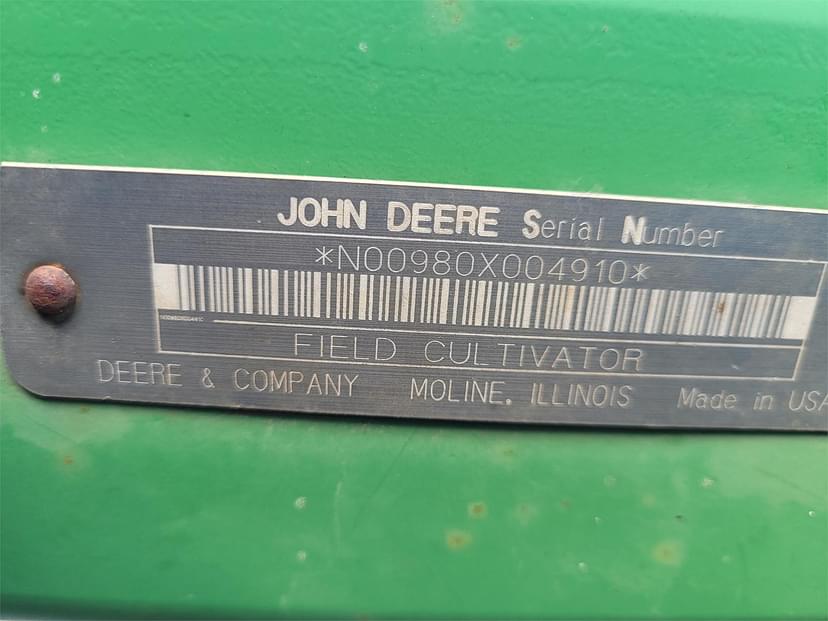 JOHN DEERE Serial Number
*N00980X004910*
FIELD CULTIVATOR
DEERE & COMPANY MOLINE, ILLINOIS Made in USA